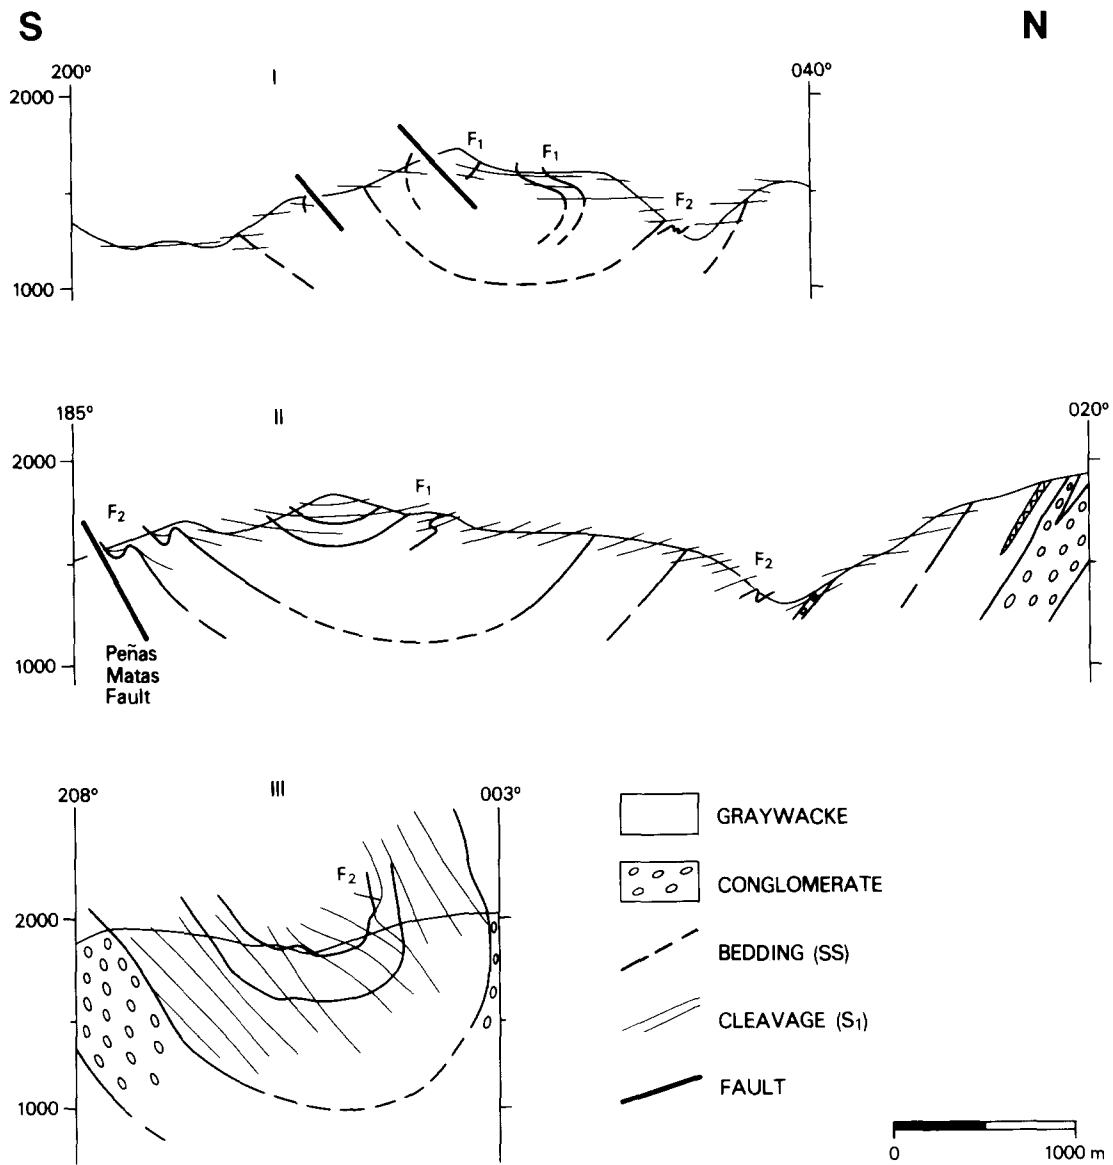 S N
200° I 040°
2000
F₁ F₁
F₂
1000
185° II 020°
2000
F₁
F₂
F₂
1000
Peñas
Matas
Fault
208° III 003°
F₂
2000
1000
GRAYWACKE
CONGLOMERATE
BEDDING (SS)
CLEAVAGE (S₁)
FAULT
0 1000 m